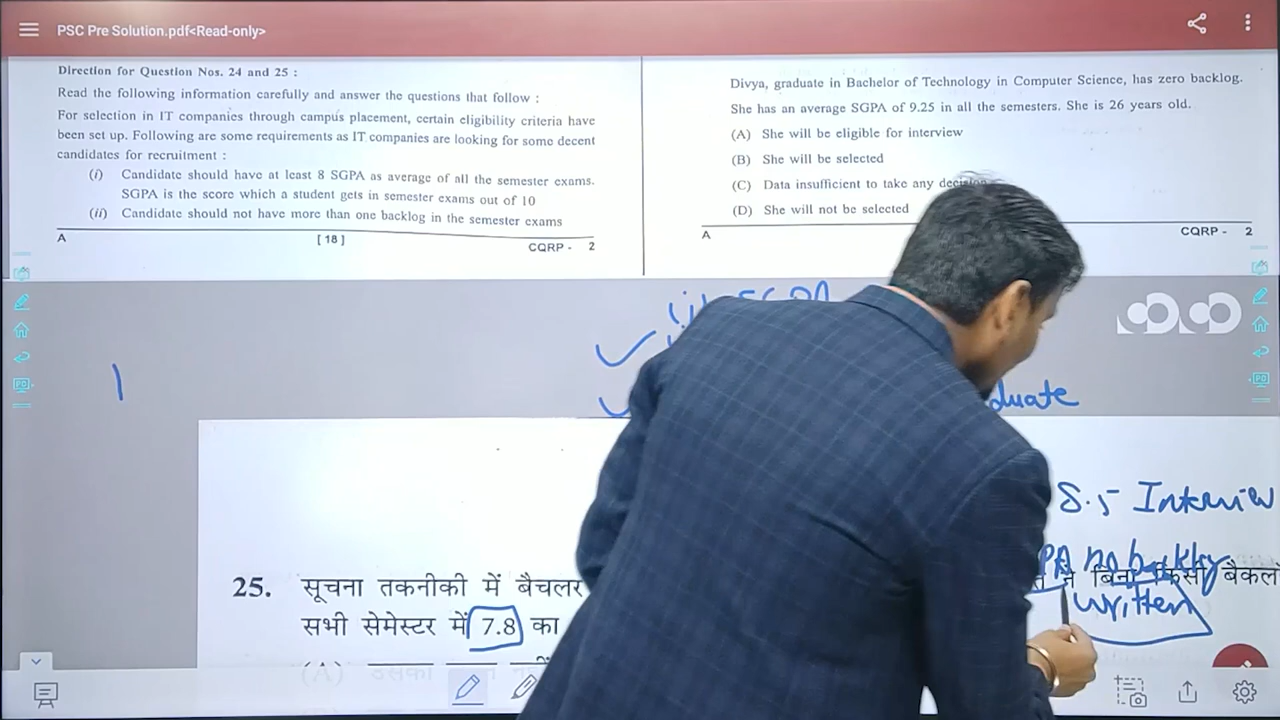 PSC Pre Solution.pdf<Read-only>
Direction for Question Nos. 24 and 25 :
Read the following information carefully and answer the questions that follow :
For selection in IT companies through campus placement, certain eligibility criteria have
been set up. Following are some requirements as IT companies are looking for some decent
candidates for recruitment :
(i) Candidate should have at least 8 SGPA as average of all the semester exams.
SGPA is the score which a student gets in semester exams out of 10
(ii) Candidate should not have more than one backlog in the semester exams
A [ 18 ] CQRP - 2
Divya, graduate in Bachelor of Technology in Computer Science, has zero backlog.
She has an average SGPA of 9.25 in all the semesters. She is 26 years old.
(A) She will be eligible for interview
(B) She will be selected
(C) Data insufficient to take any decision
(D) She will not be selected
A CQRP - 2
duate
8.5 Interview
PA no backlog
written
25. सूचना तकनीकी में बैचलर ने बिना किसी बैकलॉ
सभी सेमेस्टर में 7.8 का
(A) उसका
PD
PD